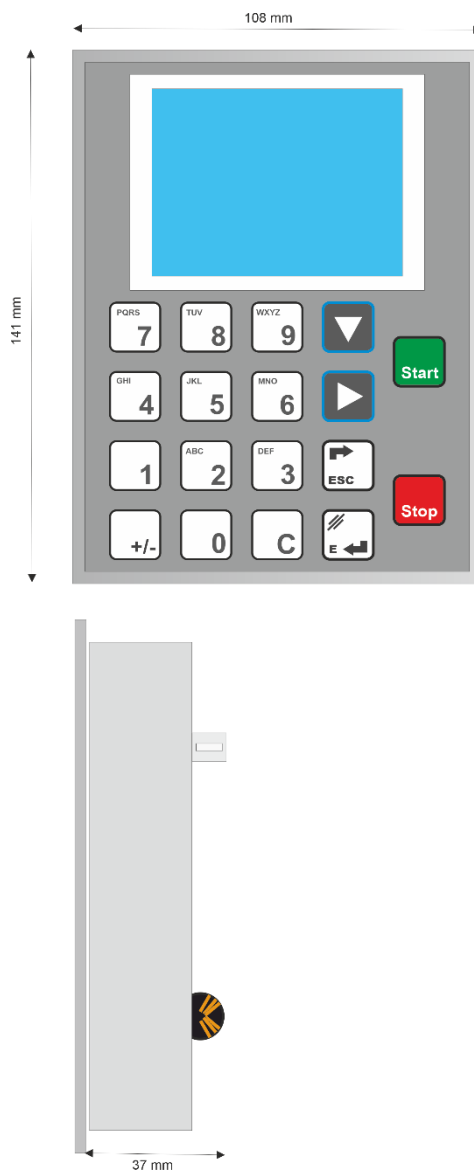 108 mm
141 mm
PQRS TUV WXYZ
7 8 9
Start
GHI JKL MNO
4 5 6
ABC DEF
1 2 3 ESC
Stop
+/- 0 C E
37 mm